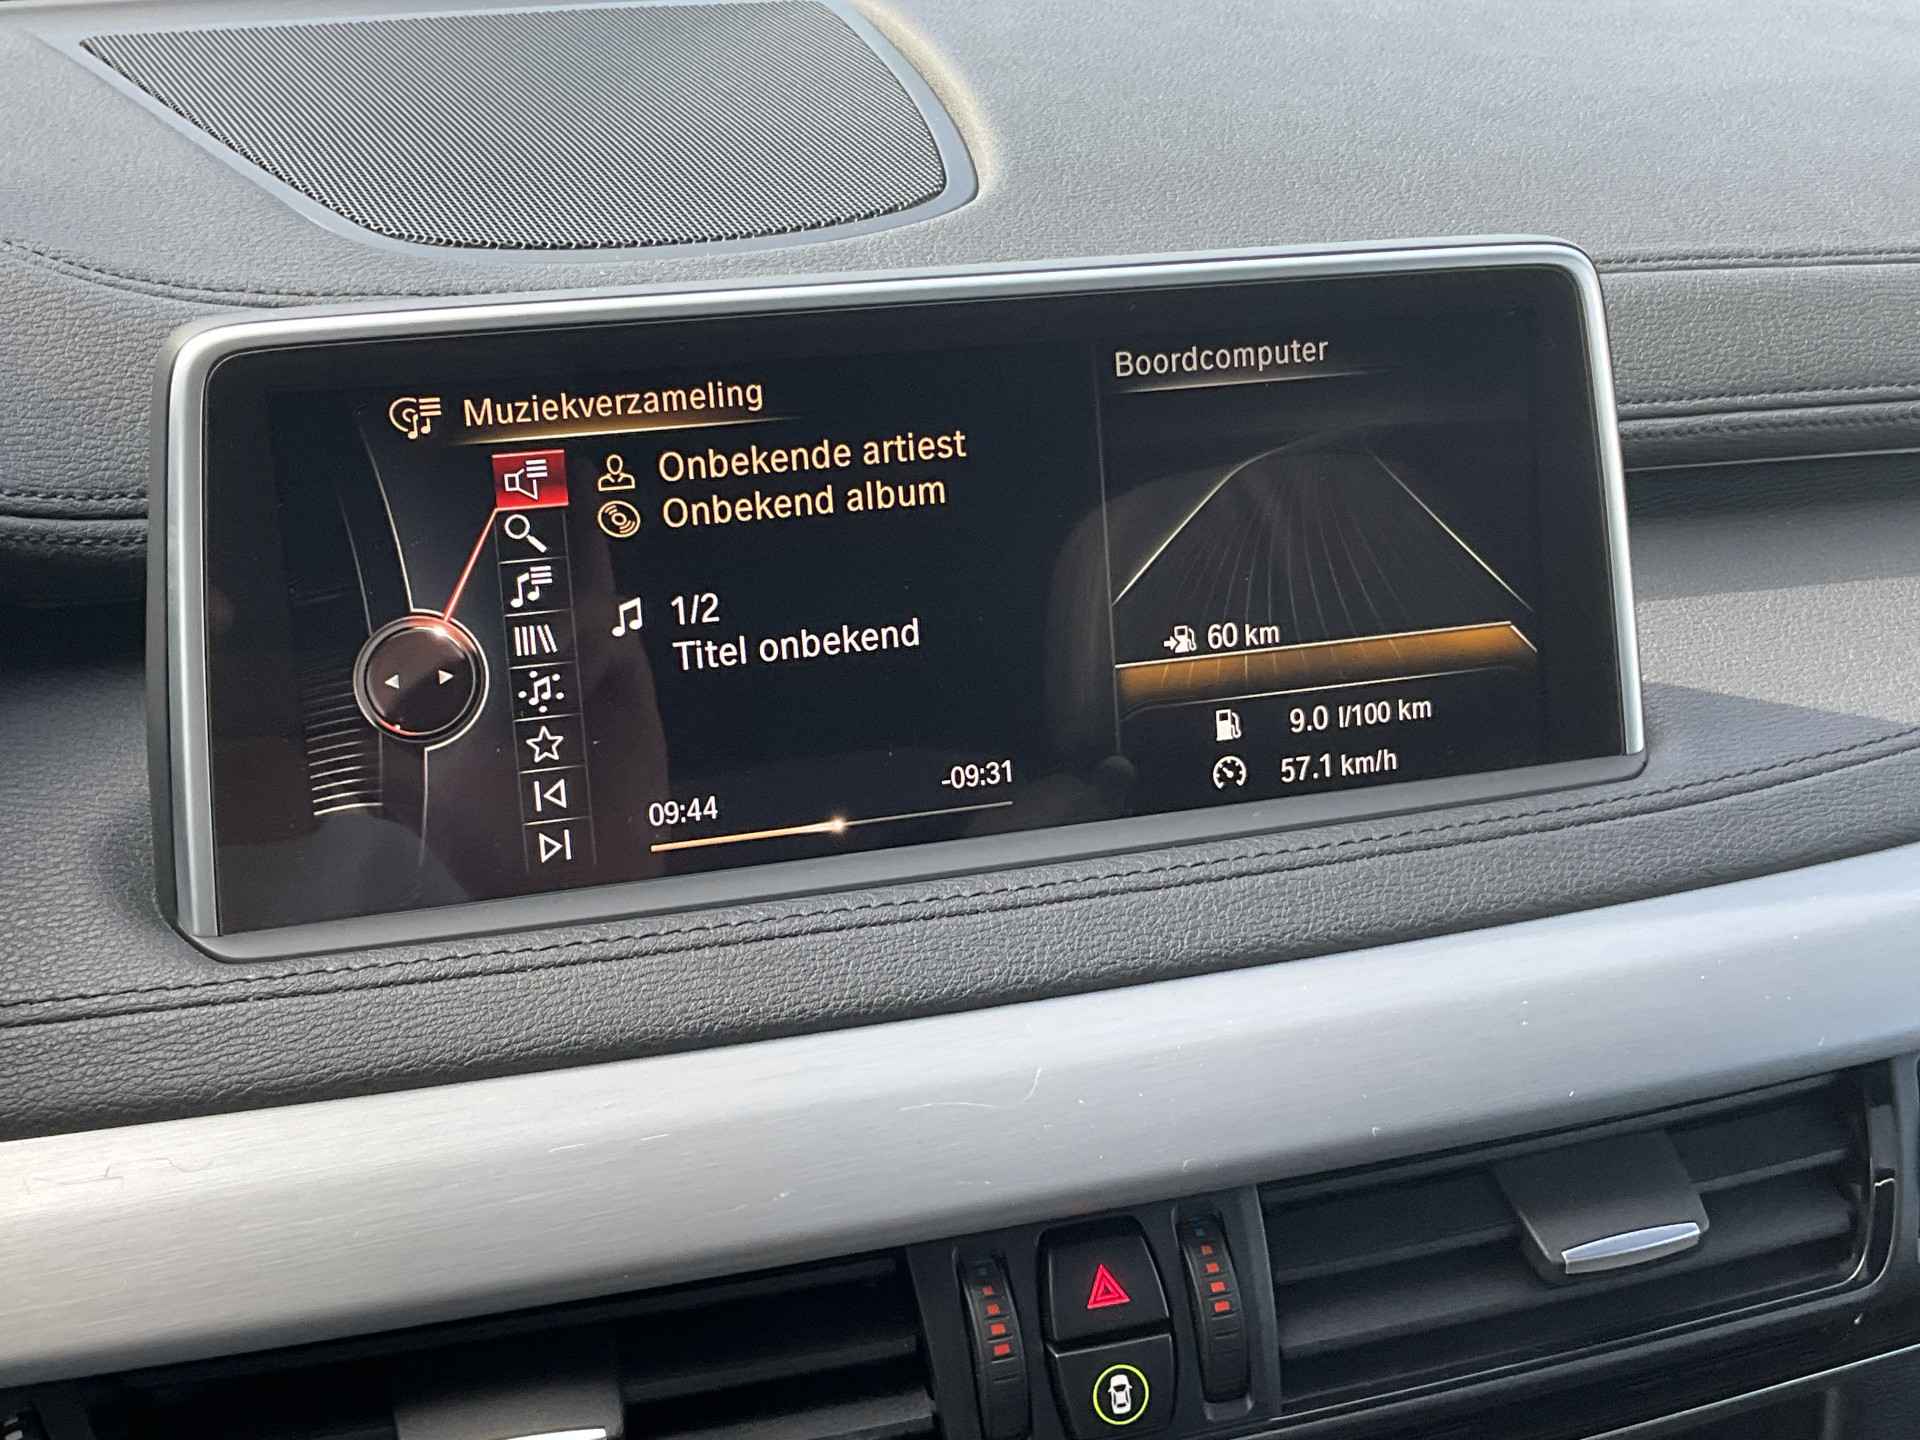 Muziekverzameling
Onbekende artiest
Onbekend album
1/2
Titel onbekend
09:44
-09:31
Boordcomputer
60 km
9.0 l/100 km
57.1 km/h